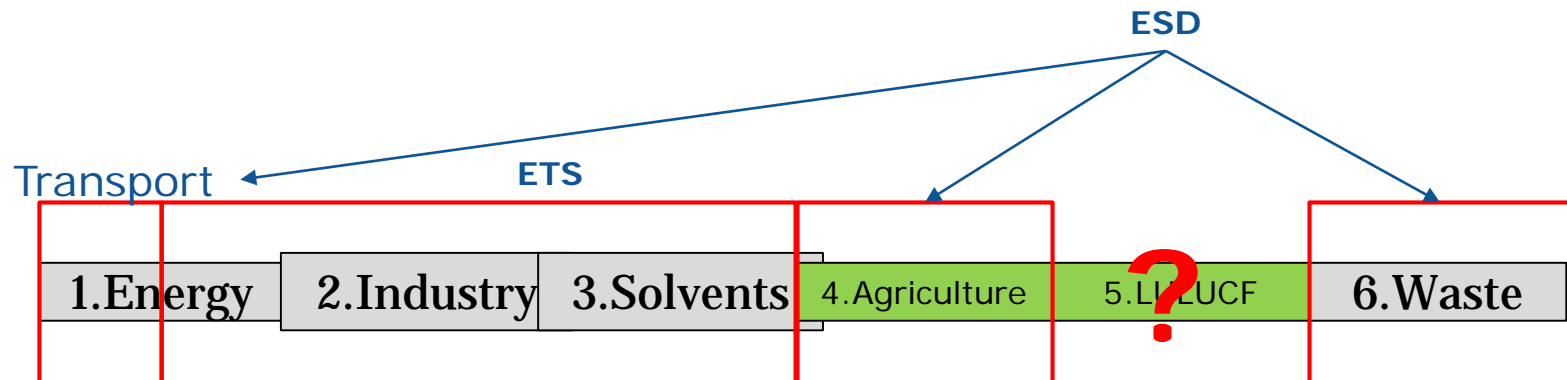 ESD
Transport
ETS
1.Energy 2.Industry 3.Solvents 4.Agriculture 5.LULUCF 6.Waste
?